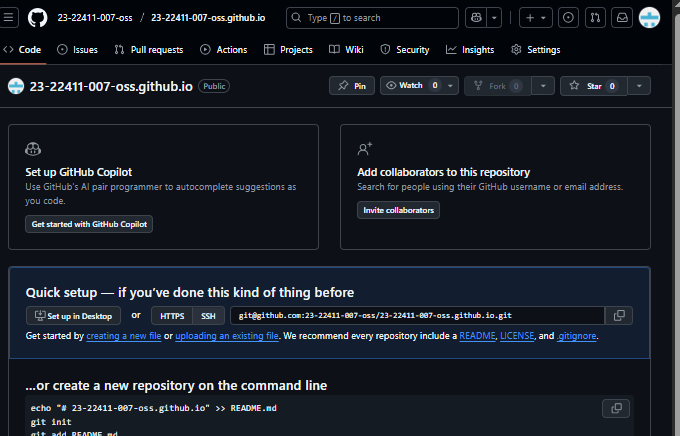 23-22411-007-oss / 23-22411-007-oss.github.io Type / to search
Code Issues Pull requests Actions Projects Wiki Security Insights Settings
23-22411-007-oss.github.io Public Pin Watch 0 Fork 0 Star 0
Set up GitHub Copilot
Use GitHub's AI pair programmer to autocomplete suggestions as
you code.
Get started with GitHub Copilot
Add collaborators to this repository
Search for people using their GitHub username or email address.
Invite collaborators
Quick setup — if you've done this kind of thing before
Set up in Desktop or HTTPS SSH git@github.com:23-22411-007-oss/23-22411-007-oss.github.io.git
Get started by creating a new file or uploading an existing file. We recommend every repository include a README, LICENSE, and .gitignore.
...or create a new repository on the command line
echo "# 23-22411-007-oss.github.io" >> README.md
git init
git add README.md